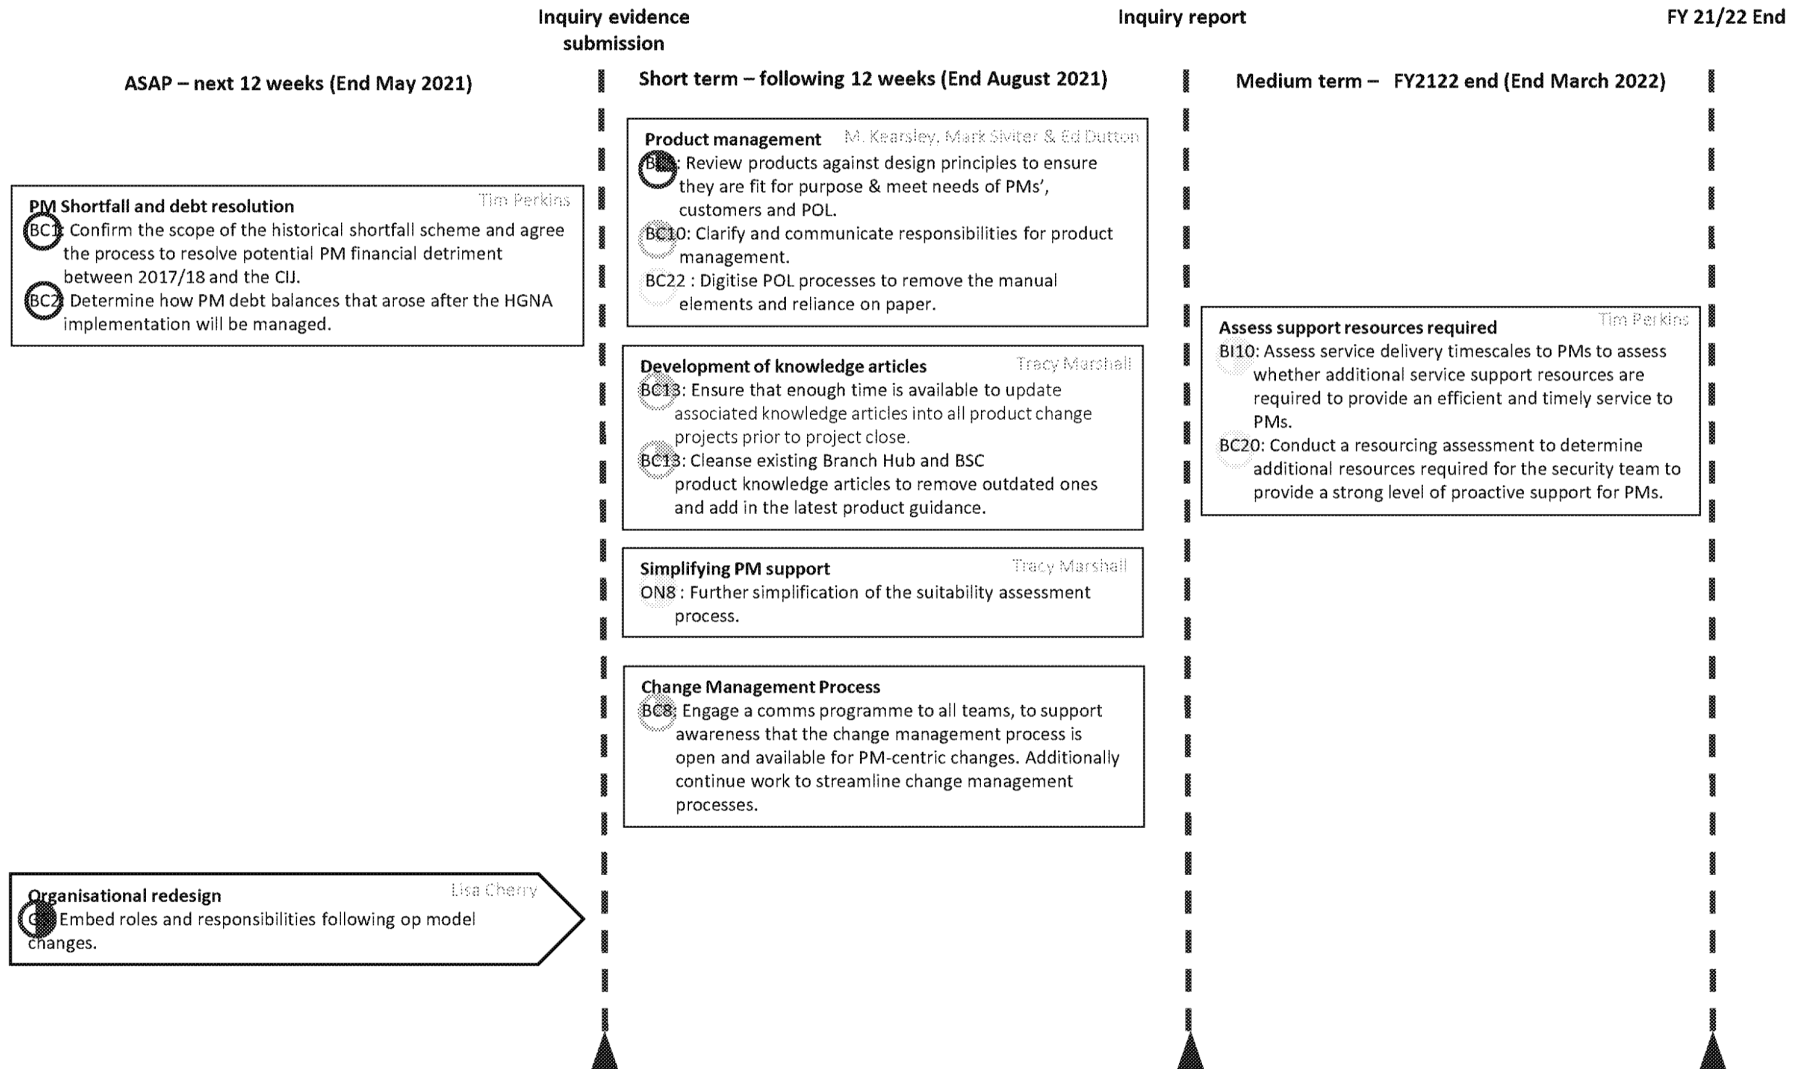 Inquiry evidence
submission
Inquiry report
FY 21/22 End
ASAP – next 12 weeks (End May 2021)
Short term – following 12 weeks (End August 2021)
Medium term – FY2122 end (End March 2022)
PM Shortfall and debt resolution
Tim Perkins
BC1: Confirm the scope of the historical shortfall scheme and agree
the process to resolve potential PM financial detriment
between 2017/18 and the CIJ.
BC2: Determine how PM debt balances that arose after the HGNA
implementation will be managed.
Organisational redesign
Lisa Cherry
Embed roles and responsibilities following op model
changes.
Product management
M. Kearsley, Mark Siviter & Ed Dutton
: Review products against design principles to ensure
they are fit for purpose & meet needs of PMs’,
customers and POL.
BC10: Clarify and communicate responsibilities for product
management.
BC22 : Digitise POL processes to remove the manual
elements and reliance on paper.
Development of knowledge articles
Tracy Marshall
BC13: Ensure that enough time is available to update
associated knowledge articles into all product change
projects prior to project close.
BC13: Cleanse existing Branch Hub and BSC
product knowledge articles to remove outdated ones
and add in the latest product guidance.
Simplifying PM support
Tracy Marshall
ON8 : Further simplification of the suitability assessment
process.
Change Management Process
BC8: Engage a comms programme to all teams, to support
awareness that the change management process is
open and available for PM-centric changes. Additionally
continue work to streamline change management
processes.
Assess support resources required
Tim Perkins
BI10: Assess service delivery timescales to PMs to assess
whether additional service support resources are
required to provide an efficient and timely service to
PMs.
BC20: Conduct a resourcing assessment to determine
additional resources required for the security team to
provide a strong level of proactive support for PMs.